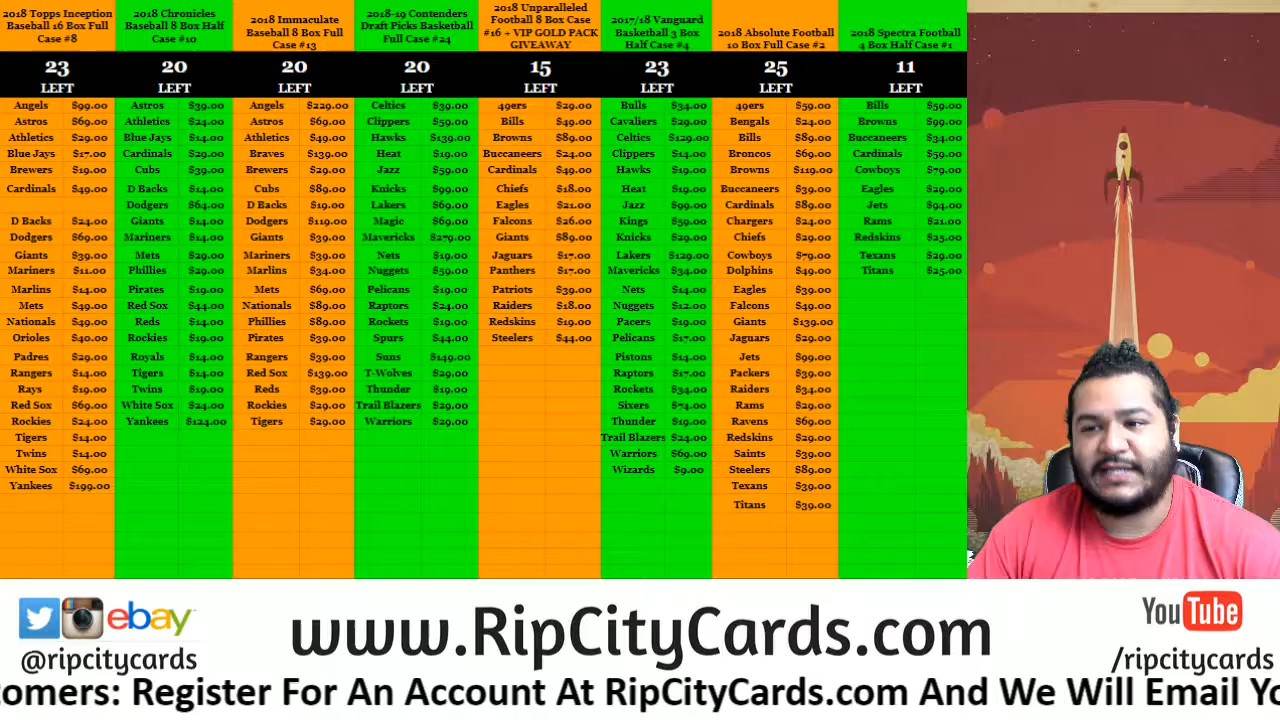 2018 Topps Inception
Baseball 16 Box Full
Case #8
23
LEFT
Angels $99.00
Astros $69.00
Athletics $29.00
Blue Jays $17.00
Brewers $19.00
Cardinals $49.00
D Backs $24.00
Dodgers $69.00
Giants $39.00
Mariners $11.00
Marlins $14.00
Mets $49.00
Nationals $49.00
Orioles $40.00
Padres $29.00
Rangers $14.00
Rays $19.00
Red Sox $69.00
Rockies $24.00
Tigers $14.00
Twins $14.00
White Sox $69.00
Yankees $199.00
2018 Chronicles
Baseball 8 Box Half
Case #10
20
LEFT
Astros $39.00
Athletics $24.00
Blue Jays $14.00
Cardinals $29.00
Cubs $39.00
D Backs $14.00
Dodgers $64.00
Giants $14.00
Mariners $14.00
Mets $29.00
Phillies $29.00
Pirates $19.00
Red Sox $44.00
Reds $14.00
Rockies $19.00
Royals $14.00
Tigers $14.00
Twins $19.00
White Sox $24.00
Yankees $124.00
2018 Immaculate
Baseball 8 Box Full
Case #13
20
LEFT
Angels $229.00
Astros $69.00
Athletics $49.00
Braves $139.00
Brewers $29.00
Cubs $89.00
D Backs $19.00
Dodgers $119.00
Giants $39.00
Mariners $39.00
Marlins $34.00
Mets $69.00
Nationals $89.00
Phillies $89.00
Pirates $39.00
Rangers $39.00
Red Sox $139.00
Reds $39.00
Rockies $29.00
Tigers $29.00
2018-19 Contenders
Draft Picks Basketball
Full Case #24
20
LEFT
Celtics $39.00
Clippers $59.00
Hawks $139.00
Heat $19.00
Jazz $59.00
Knicks $99.00
Lakers $69.00
Magic $69.00
Mavericks $279.00
Nets $19.00
Nuggets $59.00
Pelicans $19.00
Raptors $24.00
Rockets $19.00
Spurs $44.00
Suns $149.00
T-Wolves $29.00
Thunder $19.00
Trail Blazers $29.00
Warriors $29.00
2018 Unparalleled
Football 8 Box Case
#16 + VIP GOLD PACK
GIVEAWAY
15
LEFT
49ers $29.00
Bills $49.00
Browns $89.00
Buccaneers $24.00
Cardinals $49.00
Chiefs $18.00
Eagles $21.00
Falcons $26.00
Giants $89.00
Jaguars $17.00
Panthers $17.00
Patriots $39.00
Raiders $18.00
Redskins $19.00
Steelers $44.00
2017/18 Vanguard
Basketball 3 Box
Half Case #4
23
LEFT
Bulls $34.00
Cavaliers $29.00
Celtics $129.00
Clippers $14.00
Hawks $19.00
Heat $19.00
Jazz $99.00
Kings $59.00
Knicks $29.00
Lakers $129.00
Mavericks $34.00
Nets $14.00
Nuggets $12.00
Pacers $19.00
Pelicans $17.00
Pistons $14.00
Raptors $17.00
Rockets $34.00
Sixers $74.00
Thunder $19.00
Trail Blazers $24.00
Warriors $69.00
Wizards $9.00
2018 Absolute Football
10 Box Full Case #2
25
LEFT
49ers $59.00
Bengals $24.00
Bills $89.00
Broncos $69.00
Browns $119.00
Buccaneers $39.00
Cardinals $89.00
Chargers $24.00
Chiefs $29.00
Cowboys $79.00
Dolphins $49.00
Eagles $39.00
Falcons $49.00
Giants $139.00
Jaguars $29.00
Jets $99.00
Packers $39.00
Raiders $34.00
Rams $29.00
Ravens $69.00
Redskins $29.00
Saints $39.00
Steelers $89.00
Texans $39.00
Titans $39.00
2018 Spectra Football
4 Box Half Case #1
11
LEFT
Bills $59.00
Browns $99.00
Buccaneers $34.00
Cardinals $59.00
Cowboys $79.00
Eagles $29.00
Jets $94.00
Rams $21.00
Redskins $25.00
Texans $29.00
Titans $25.00
ebay
@ripcitycards
www.RipCityCards.com
YouTube
/ripcitycards
tomers: Register For An Account At RipCityCards.com And We Will Email Yo